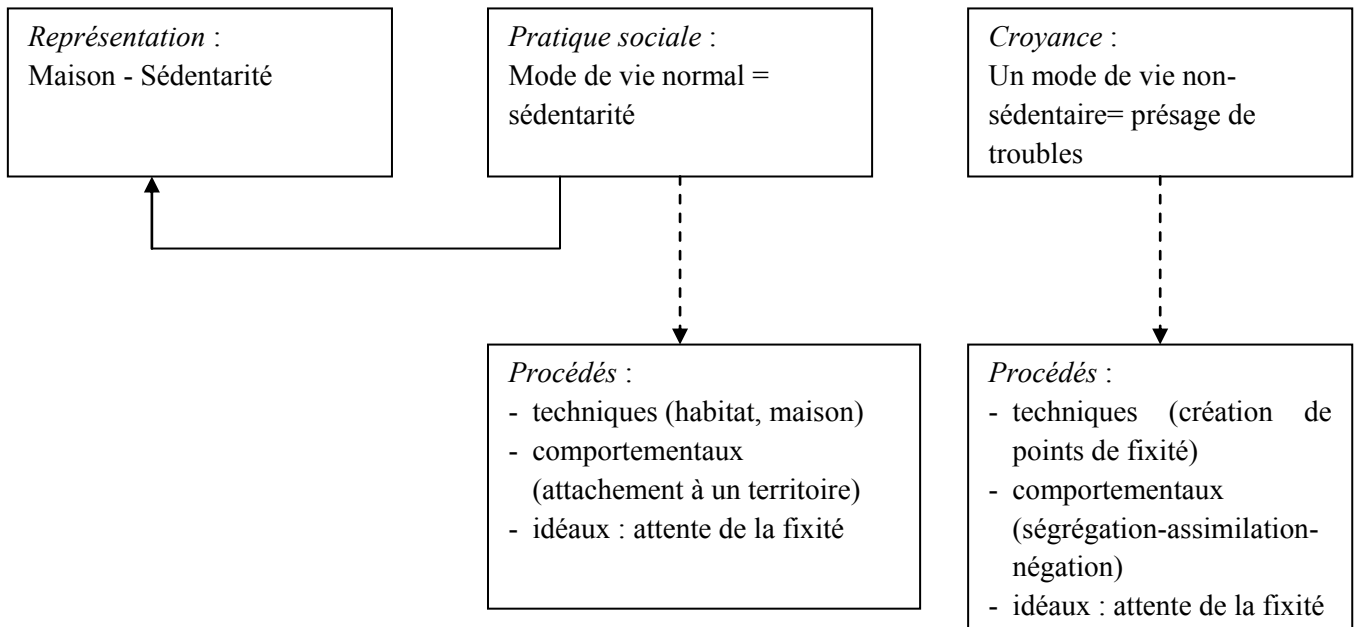 Représentation :
Maison - Sédentarité
Pratique sociale :
Mode de vie normal =
sédentarité
Croyance :
Un mode de vie non-
sédentaire= présage de
troubles
Procédés :
- techniques (habitat, maison)
- comportementaux
(attachement à un territoire)
- idéaux : attente de la fixité
Procédés :
- techniques (création de
points de fixité)
- comportementaux
(ségrégation-assimilation-
négation)
- idéaux : attente de la fixité